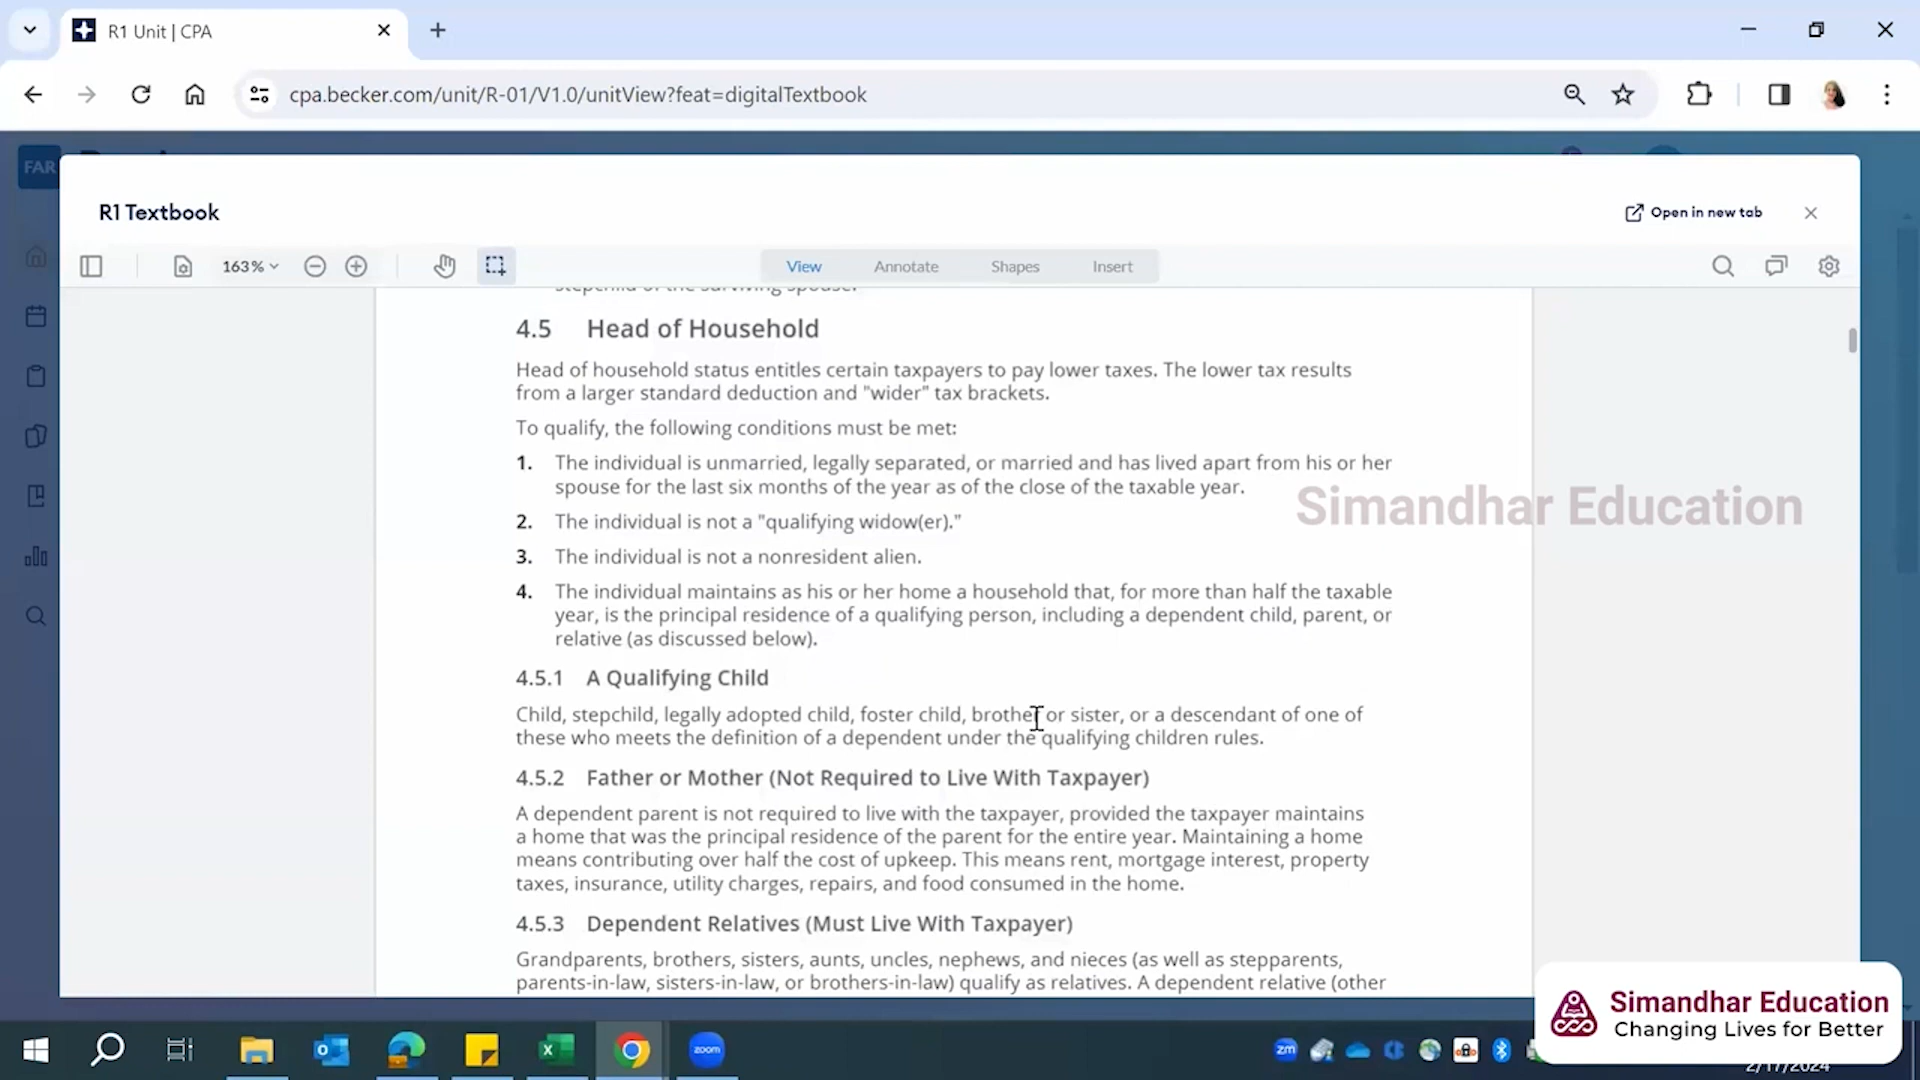 R1 Unit | CPA
cpa.becker.com/unit/R-01/V1.0/unitView?feat=digitalTextbook
FAR
R1 Textbook
Open in new tab
163%
View
Annotate
Shapes
Insert
stepchild of the surviving spouse.
4.5 Head of Household
Head of household status entitles certain taxpayers to pay lower taxes. The lower tax results
from a larger standard deduction and "wider" tax brackets.
To qualify, the following conditions must be met:
1. The individual is unmarried, legally separated, or married and has lived apart from his or her
spouse for the last six months of the year as of the close of the taxable year.
Simandhar Education
2. The individual is not a "qualifying widow(er)."
3. The individual is not a nonresident alien.
4. The individual maintains as his or her home a household that, for more than half the taxable
year, is the principal residence of a qualifying person, including a dependent child, parent, or
relative (as discussed below).
4.5.1 A Qualifying Child
Child, stepchild, legally adopted child, foster child, brother or sister, or a descendant of one of
these who meets the definition of a dependent under the qualifying children rules.
4.5.2 Father or Mother (Not Required to Live With Taxpayer)
A dependent parent is not required to live with the taxpayer, provided the taxpayer maintains
a home that was the principal residence of the parent for the entire year. Maintaining a home
means contributing over half the cost of upkeep. This means rent, mortgage interest, property
taxes, insurance, utility charges, repairs, and food consumed in the home.
4.5.3 Dependent Relatives (Must Live With Taxpayer)
Grandparents, brothers, sisters, aunts, uncles, nephews, and nieces (as well as stepparents,
parents-in-law, sisters-in-law, or brothers-in-law) qualify as relatives. A dependent relative (other
Simandhar Education
Changing Lives for Better
zoom
zm
2/17/2024